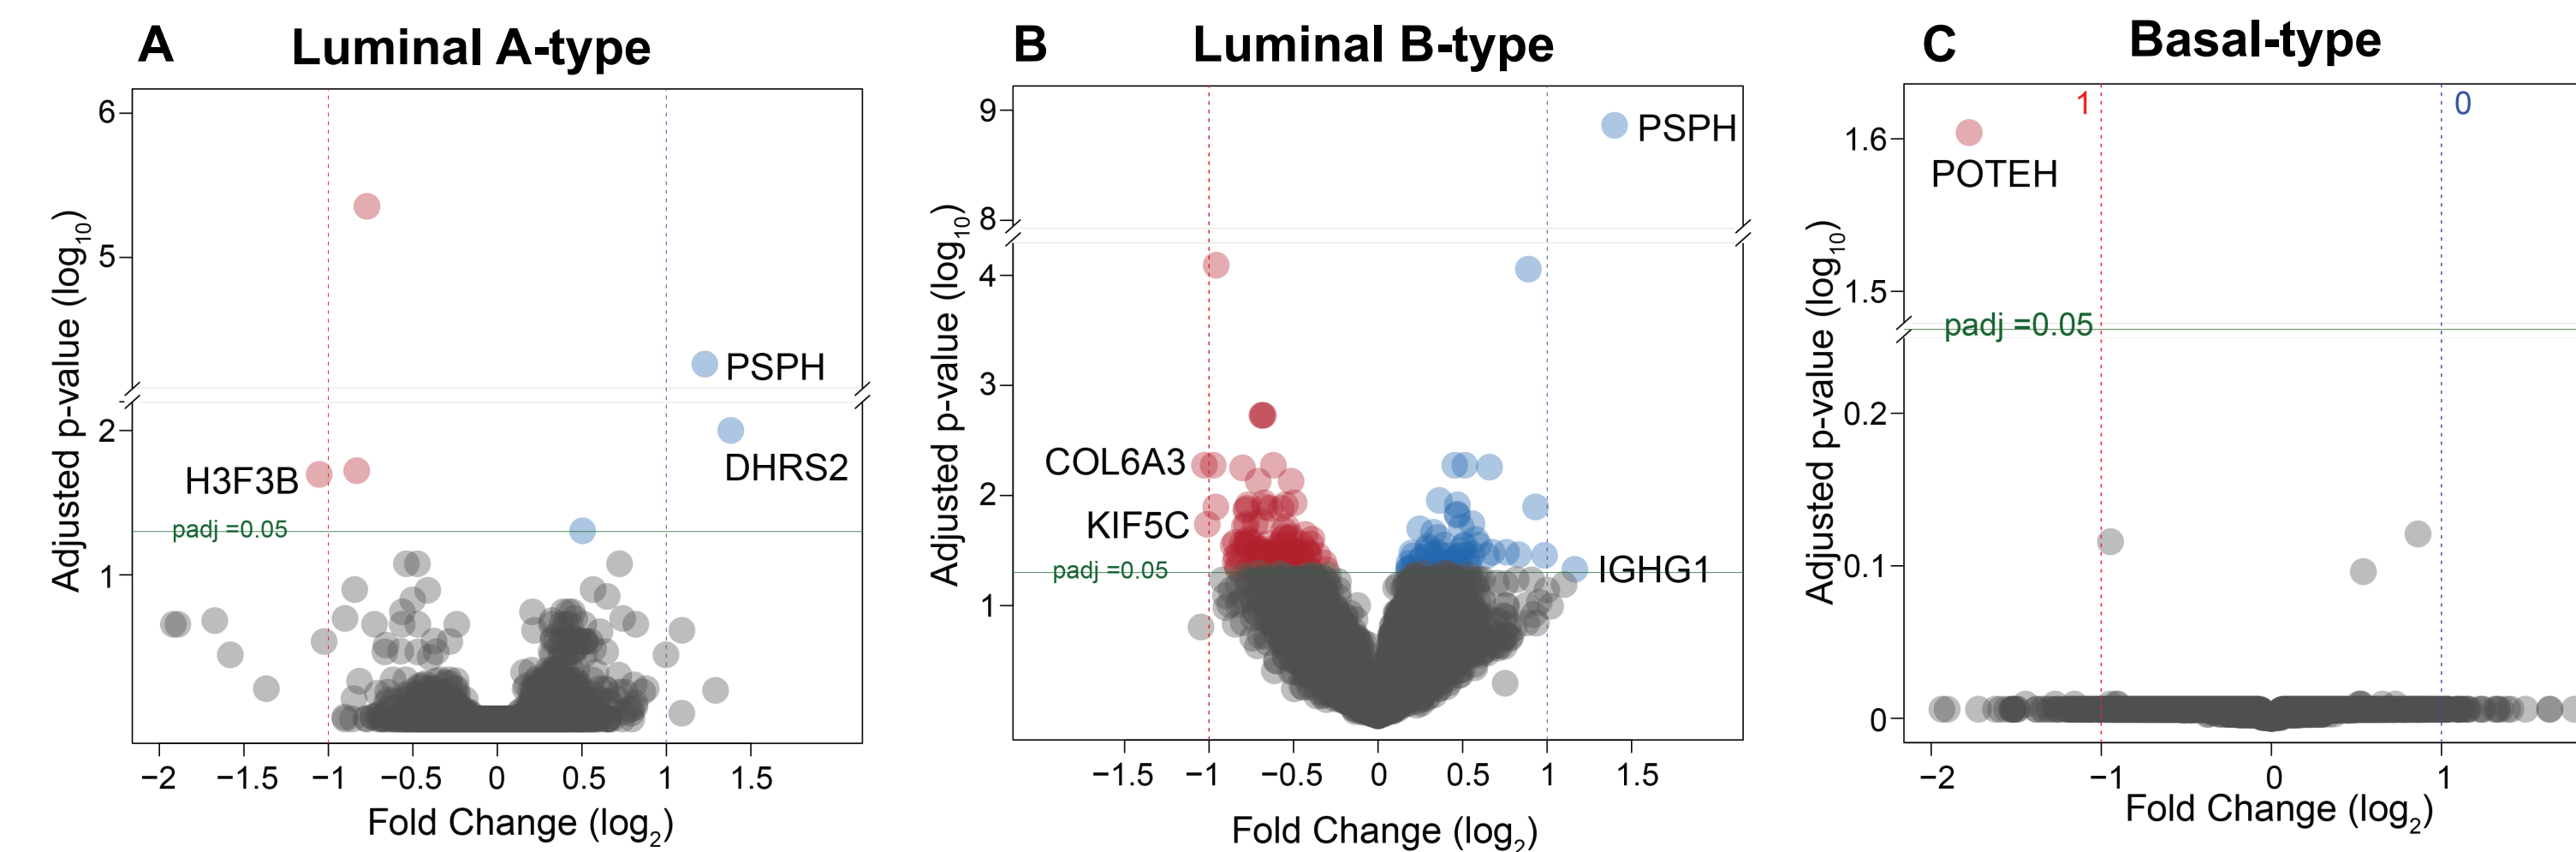 A
Luminal A-type
Adjusted p-value (log10)
6
5
2
1
PSPH
DHRS2
H3F3B
padj =0.05
−2
−1.5
−1
−0.5
0
0.5
1
1.5
Fold Change (log2)
B
Luminal B-type
Adjusted p-value (log10)
9
8
4
3
2
1
PSPH
COL6A3
KIF5C
padj =0.05
IGHG1
−1.5
−1
−0.5
0
0.5
1
1.5
Fold Change (log2)
C
Basal-type
Adjusted p-value (log10)
1.6
1.5
0.2
0.1
0
1
0
POTEH
padj =0.05
−2
−1
0
1
Fold Change (log2)